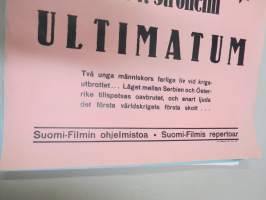 Stroheim
ULTIMATUM
Två unga människors farliga liv vid krigs-
utbrottet... Läget mellan Serbien och Öster-
rike tillspetsas oavbrutet, och snart ljuda
det första världskrigets första skott...
Suomi-Filmin ohjelmistoa • Suomi-Filmis repertoar